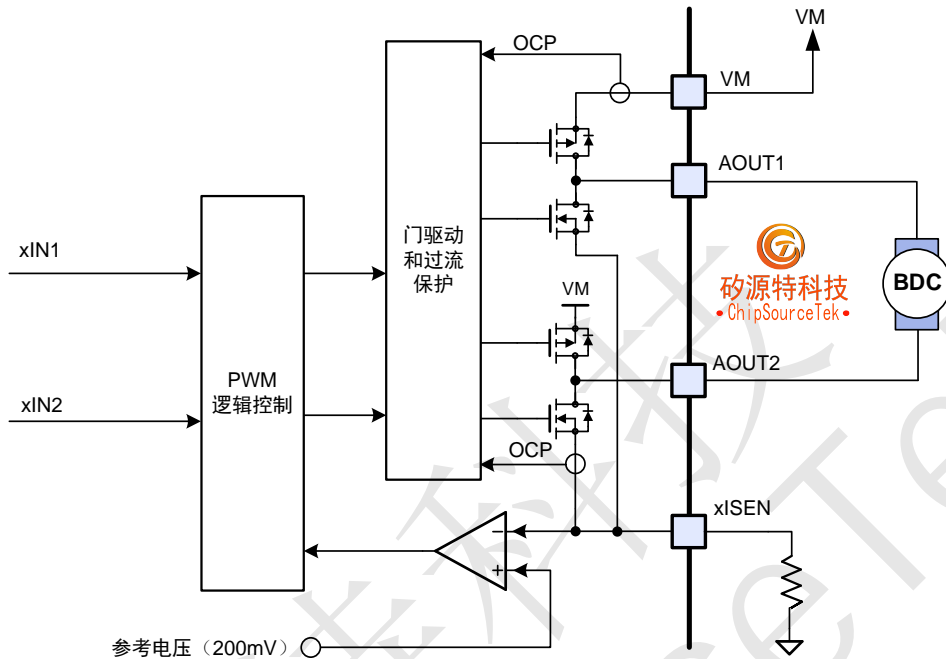 VM
OCP
VM
AOUT1
xIN1
门驱动
和过流
保护
矽源特科技
ChipSourceTek
BDC
VM
AOUT2
PWM
逻辑控制
xIN2
OCP
xISEN
−
+
参考电压（200mV）